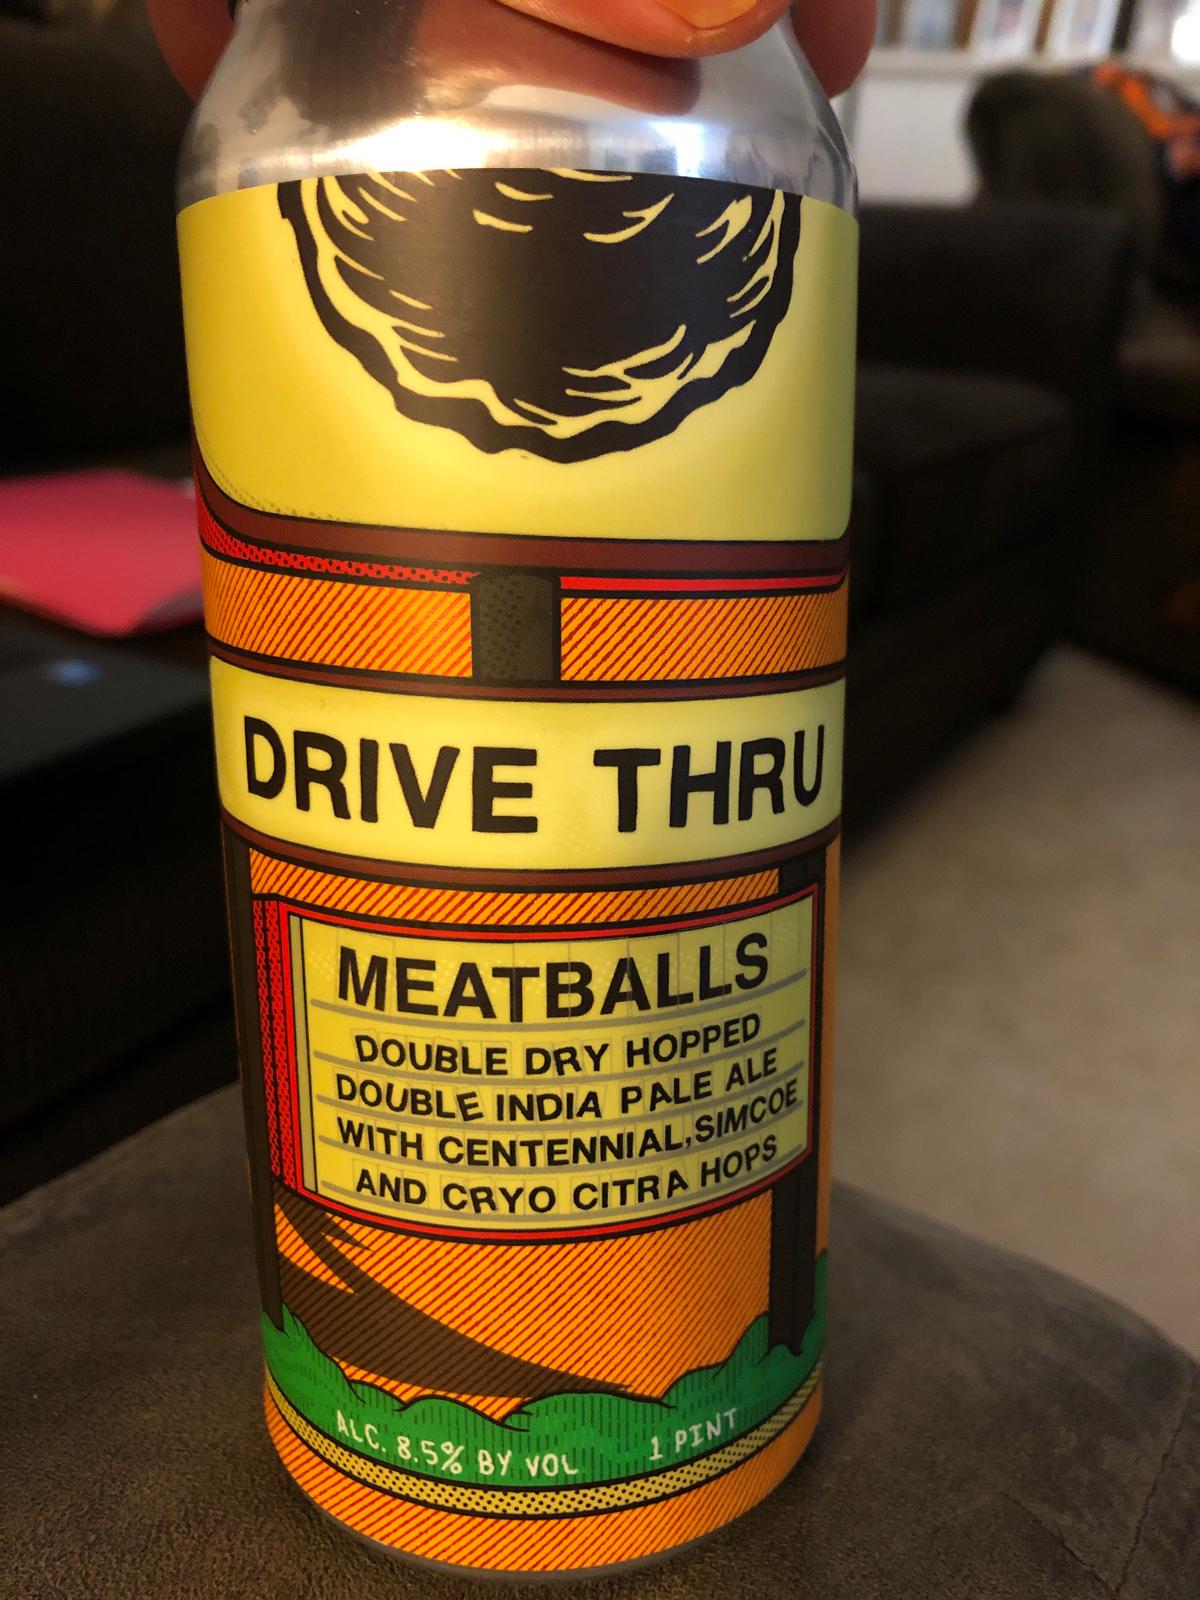 DRIVE THRU
MEATBALLS
DOUBLE DRY HOPPED
DOUBLE INDIA PALE ALE
WITH CENTENNIAL, SIMCOE
AND CRYO CITRA HOPS
ALC. 8.5% BY VOL 1 PINT